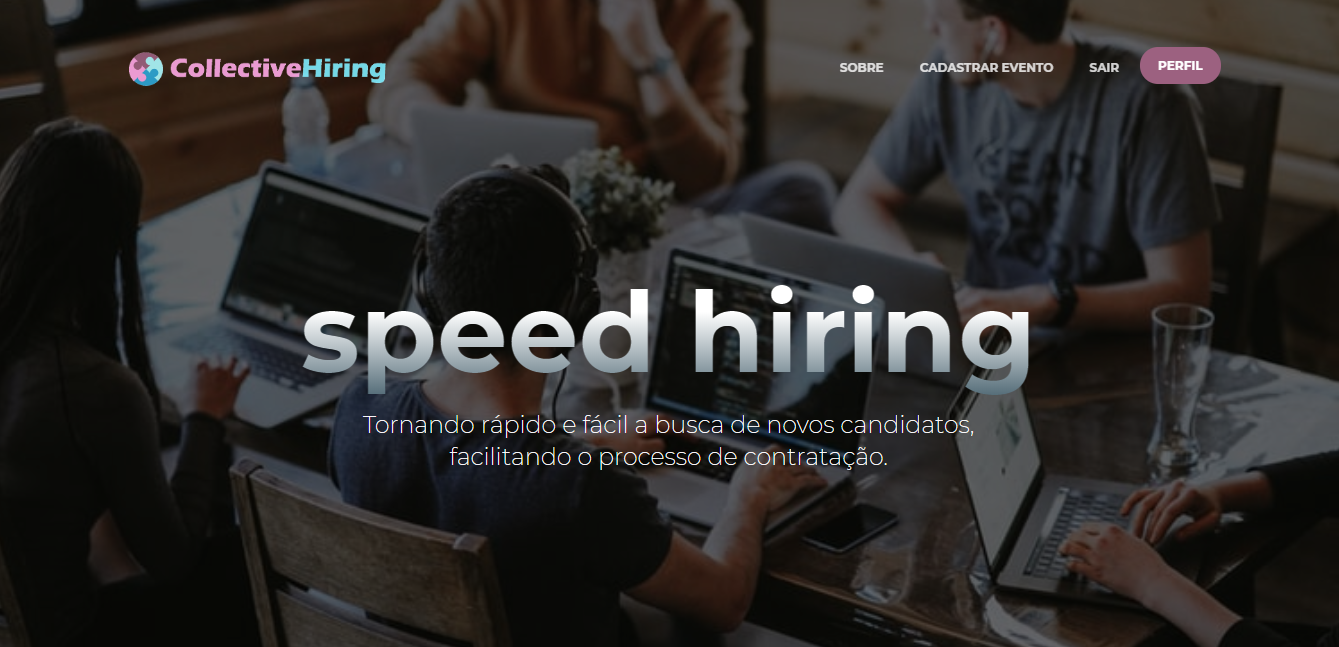 CollectiveHiring
SOBRE
CADASTRAR EVENTO
SAIR
PERFIL
speed hiring
Tornando rápido e fácil a busca de novos candidatos,
facilitando o processo de contratação.